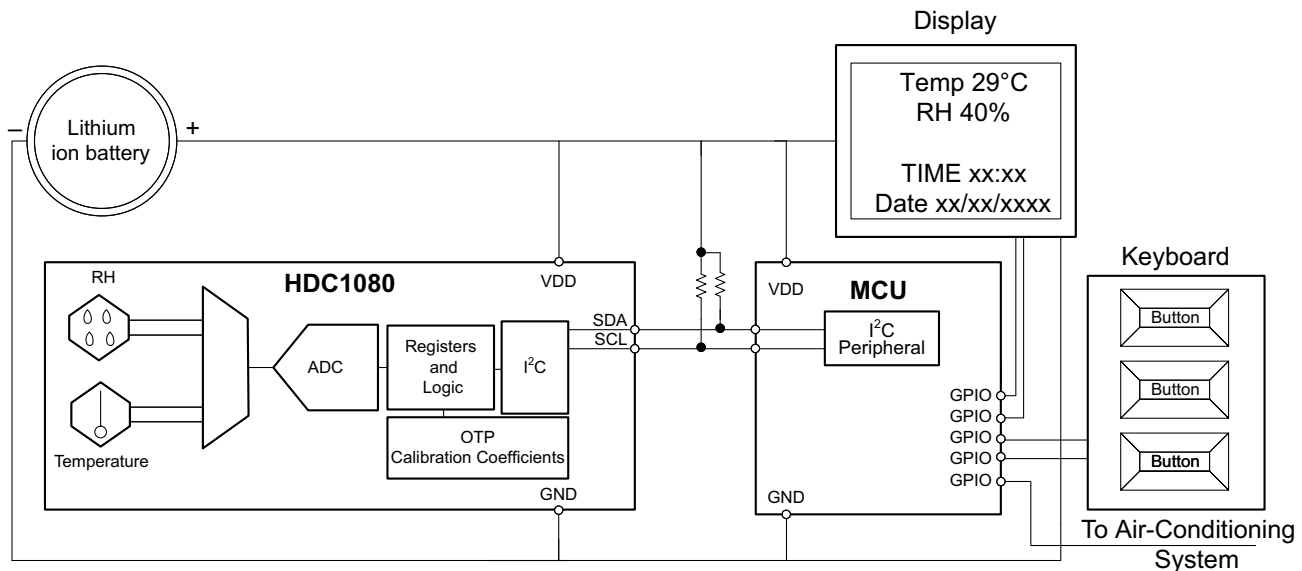 Display
Temp 29°C
RH 40%
TIME xx:xx
Date xx/xx/xxxx
–
+
Lithium
ion battery
RH
HDC1080
VDD
SDA
SCL
ADC
Registers
and
Logic
I²C
OTP
Calibration Coefficients
Temperature
GND
VDD
MCU
I²C
Peripheral
GPIO
GPIO
GPIO
GPIO
GPIO
GND
Keyboard
Button
Button
Button
To Air-Conditioning
System